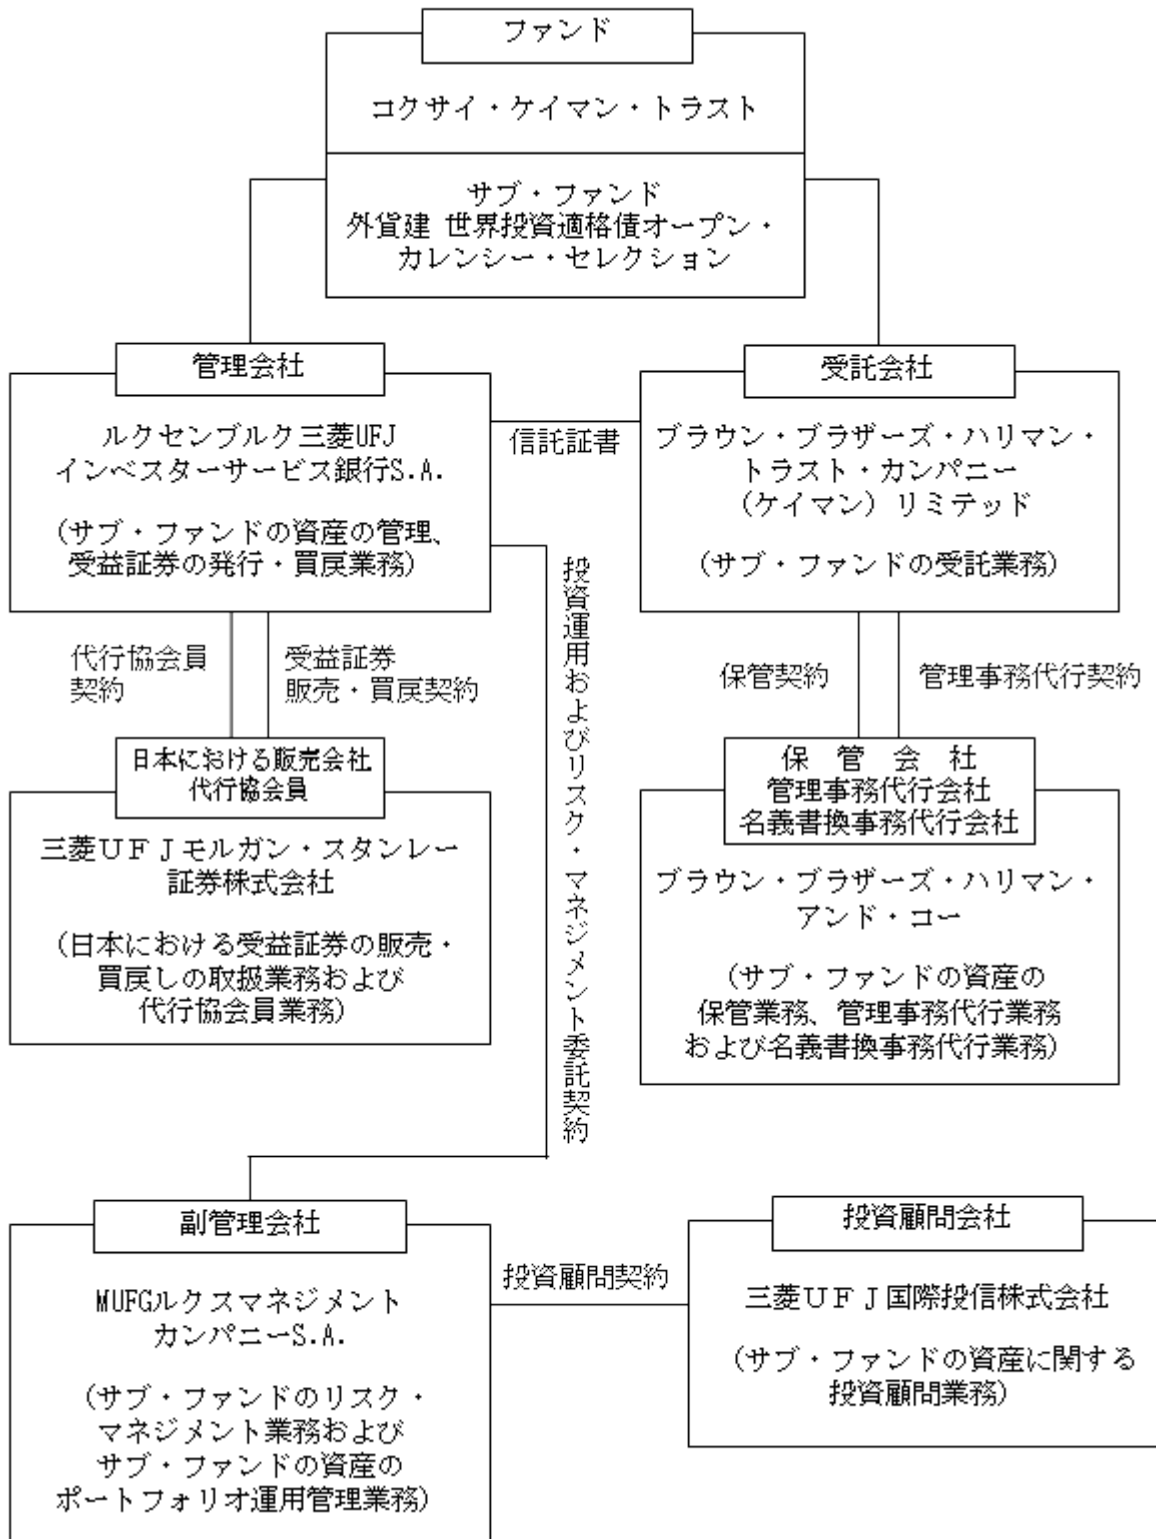 ファンド
コクサイ・ケイマン・トラスト
サブ・ファンド
外貨建 世界投資適格債オープン・
カレンシー・セレクション
管理会社
ルクセンブルク三菱UFJ
インベスターサービス銀行S.A.
(サブ・ファンドの資産の管理、
受益証券の発行・買戻業務)
信託証書
受託会社
ブラウン・ブラザーズ・ハリマン・
トラスト・カンパニー
(ケイマン)リミテッド
(サブ・ファンドの受託業務)
代行協会員
契約
受益証券
販売・買戻契約
投資運用およびリスク・マネジメント委託契約
保管契約
管理事務代行契約
日本における販売会社
代行協会員
三菱UFJモルガン・スタンレー
証券株式会社
(日本における受益証券の販売・
買戻しの取扱業務および
代行協会員業務)
保 管 会 社
管理事務代行会社
名義書換事務代行会社
ブラウン・ブラザーズ・ハリマン・
アンド・コー
(サブ・ファンドの資産の
保管業務、管理事務代行業務
および名義書換事務代行業務)
副管理会社
MUFGルクスマネジメント
カンパニーS.A.
(サブ・ファンドのリスク・
マネジメント業務および
サブ・ファンドの資産の
ポートフォリオ運用管理業務)
投資顧問契約
投資顧問会社
三菱UFJ国際投信株式会社
(サブ・ファンドの資産に関する
投資顧問業務)